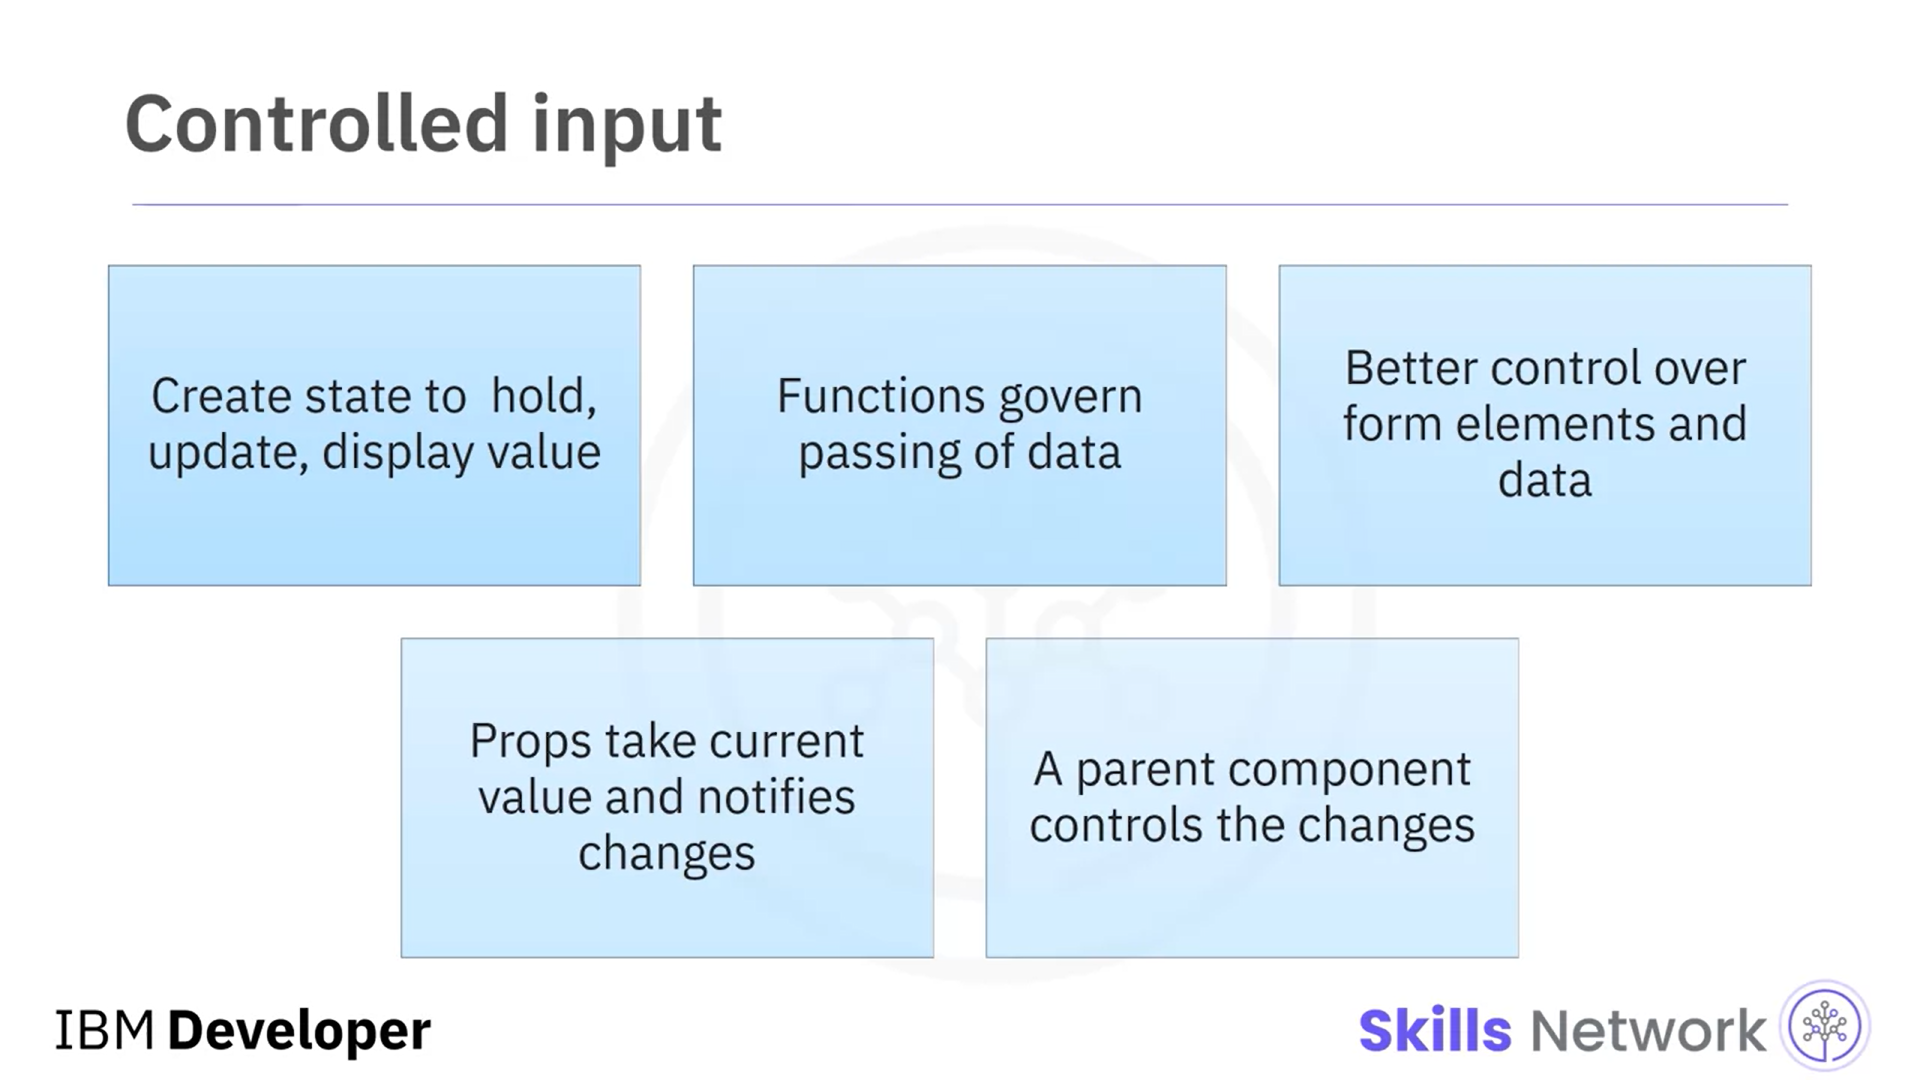 Controlled input
Create state to  hold,
update, display value
Functions govern
passing of data
Better control over
form elements and
data
Props take current
value and notifies
changes
A parent component
controls the changes
IBM Developer
Skills Network